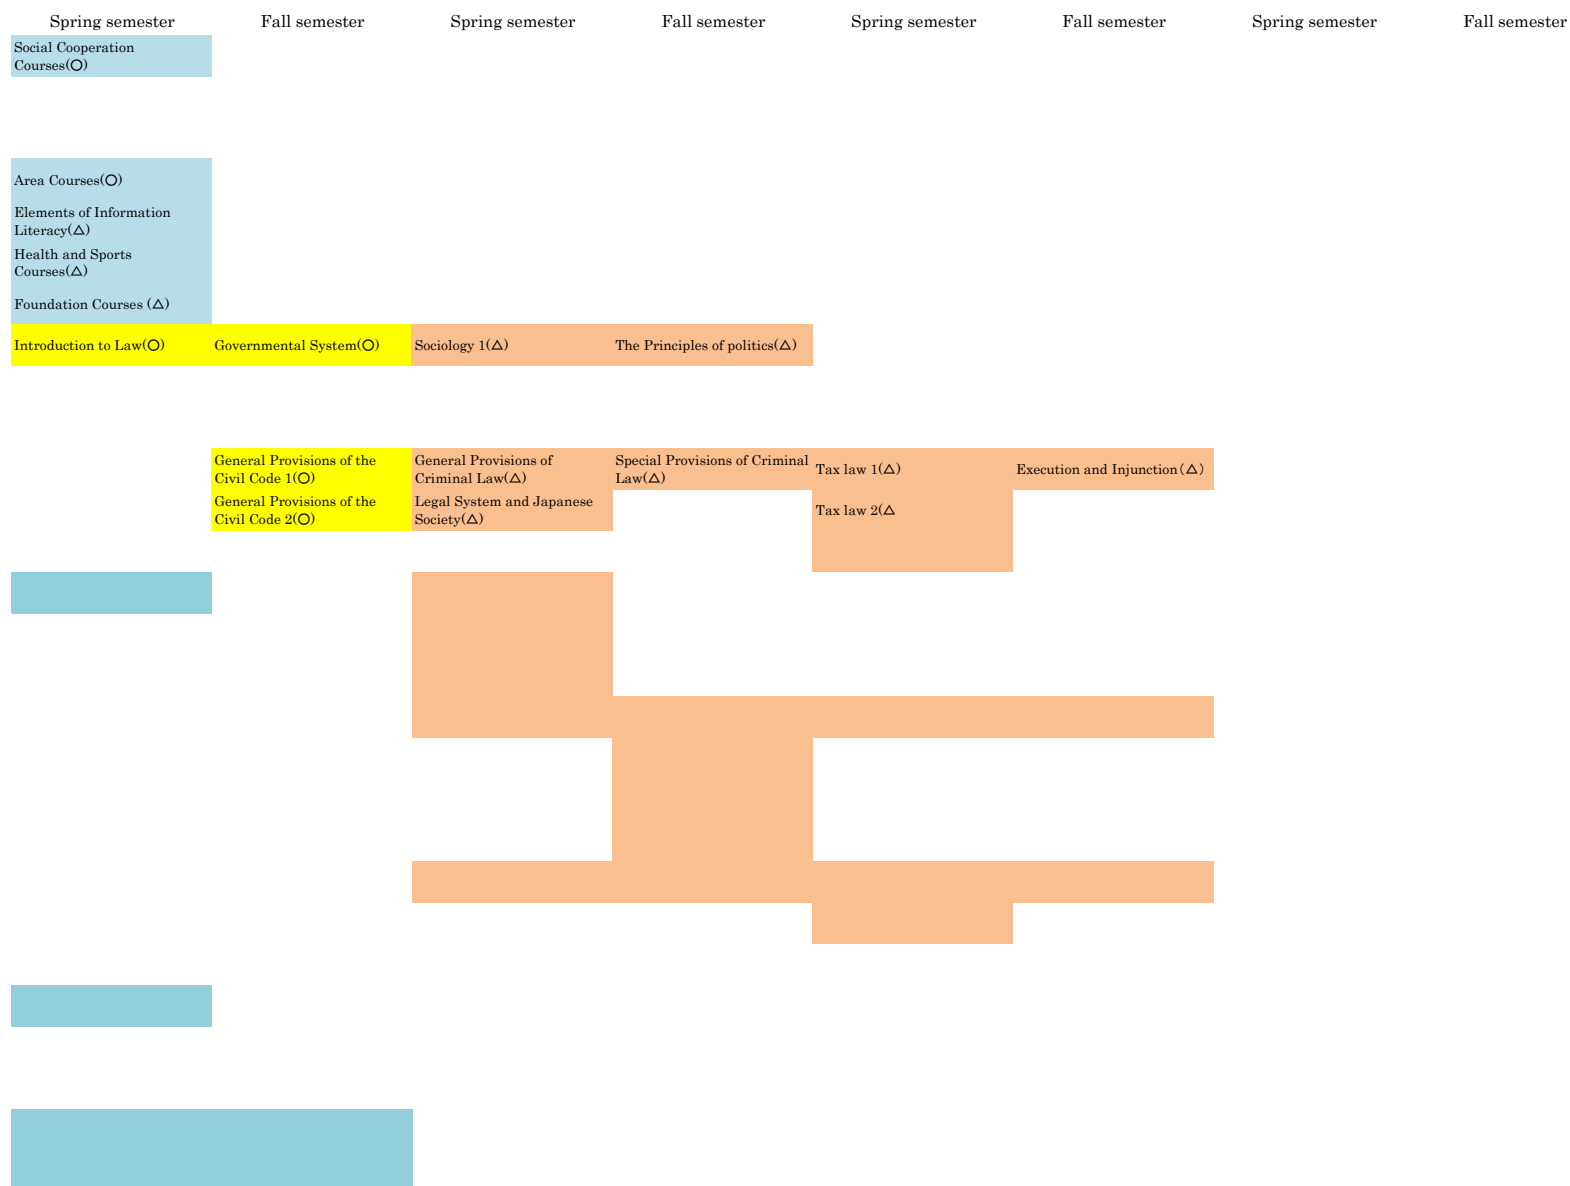 Spring semester Fall semester Spring semester Fall semester Spring semester Fall semester Spring semester Fall semester
Social Cooperation
Courses(○)
Area Courses(○)
Elements of Information
Literacy(△)
Health and Sports
Courses(△)
Foundation Courses (△)
Introduction to Law(○) Governmental System(○) Sociology 1(△) The Principles of politics(△)
General Provisions of the
Civil Code 1(○)
General Provisions of
Criminal Law(△)
Special Provisions of Criminal
Law(△)
Tax law 1(△)
Execution and Injunction(△)
General Provisions of the
Civil Code 2(○)
Legal System and Japanese
Society(△)
Tax law 2(△